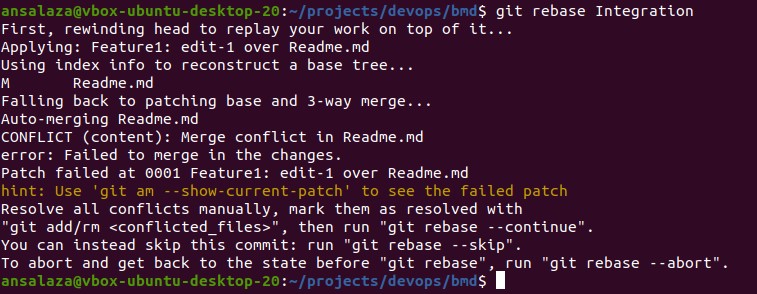 ansalaza@vbox-ubuntu-desktop-20:~/projects/devops/bmd$ git rebase Integration
First, rewinding head to replay your work on top of it...
Applying: Feature1: edit-1 over Readme.md
Using index info to reconstruct a base tree...
M       Readme.md
Falling back to patching base and 3-way merge...
Auto-merging Readme.md
CONFLICT (content): Merge conflict in Readme.md
error: Failed to merge in the changes.
Patch failed at 0001 Feature1: edit-1 over Readme.md
hint: Use 'git am --show-current-patch' to see the failed patch
Resolve all conflicts manually, mark them as resolved with
"git add/rm <conflicted_files>", then run "git rebase --continue".
You can instead skip this commit: run "git rebase --skip".
To abort and get back to the state before "git rebase", run "git rebase --abort".
ansalaza@vbox-ubuntu-desktop-20:~/projects/devops/bmd$